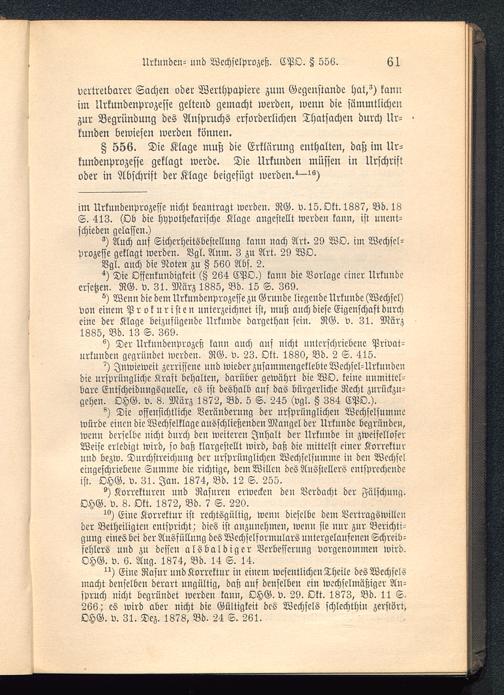 Urkunden- und Wechselprozeß. CPO. § 556. 61
vertretbarer Sachen oder Werthpapiere zum Gegenstande hat,³) kann
im Urkundenprozesse geltend gemacht werden, wenn die sämmtlichen
zur Begründung des Anspruchs erforderlichen Thatsachen durch Ur-
kunden bewiesen werden können.
§ 556. Die Klage muß die Erklärung enthalten, daß im Ur-
kundenprozesse geklagt werde. Die Urkunden müssen in Urschrift
oder in Abschrift der Klage beigefügt werden.⁴—¹⁶)
im Urkundenprozesse nicht beantragt werden. RG. v. 15. Okt. 1887, Bd. 18
S. 413. (Ob die hypothekarische Klage angestellt werden kann, ist unent-
schieden gelassen.)
³) Auch auf Sicherheitsbestellung kann nach Art. 29 WO. im Wechsel-
prozesse geklagt werden. Vgl. Anm. 3 zu Art. 29 WO.
Vgl. auch die Noten zu § 560 Abs. 2.
⁴) Die Offenkundigkeit (§ 264 CPO.) kann die Vorlage einer Urkunde
ersetzen. RG. v. 31. März 1885, Bd. 15 S. 369.
⁵) Wenn die dem Urkundenprozesse zu Grunde liegende Urkunde (Wechsel)
von einem Prokuristen unterzeichnet ist, muß auch diese Eigenschaft durch
eine der Klage beizufügende Urkunde dargethan sein. RG. v. 31. März
1885, Bd. 13 S. 369.
⁶) Der Urkundenprozeß kann auch auf nicht unterschriebene Privat-
urkunden gegründet werden. RG. v. 23. Okt. 1880, Bd. 2 S. 415.
⁷) Inwieweit zerrissene und wieder zusammengeklebte Wechsel-Urkunden
die ursprüngliche Kraft behalten, darüber gewährt die WO. keine unmittel-
bare Entscheidungsquelle, es ist deshalb auf das bürgerliche Recht zurückzu-
gehen. OHG. v. 8. März 1872, Bd. 5 S. 245 (vgl. § 384 CPO.).
⁸) Die offensichtliche Veränderung der ursprünglichen Wechselsumme
würde einen die Wechselklage ausschließenden Mangel der Urkunde begründen,
wenn derselbe nicht durch den weiteren Inhalt der Urkunde in zweifelloser
Weise erledigt wird, so daß klargestellt wird, daß die mittelst einer Korrektur
und bezw. Durchstreichung der ursprünglichen Wechselsumme in den Wechsel
eingeschriebene Summe die richtige, dem Willen des Ausstellers entsprechende
ist. OHG. v. 31. Jan. 1874, Bd. 12 S. 255.
⁹) Korrekturen und Rasuren erwecken den Verdacht der Fälschung.
OHG. v. 8. Okt. 1872, Bd. 7 S. 220.
¹⁰) Eine Korrektur ist rechtsgültig, wenn dieselbe dem Vertragswillen
der Betheiligten entspricht; dies ist anzunehmen, wenn sie nur zur Berichti-
gung eines bei der Ausfüllung des Wechselformulars untergelaufenen Schreib-
fehlers und zu dessen alsbaldiger Verbesserung vorgenommen wird.
OHG. v. 6. Aug. 1874, Bd. 14 S. 14.
¹¹) Eine Rasur und Korrektur in einem wesentlichen Theile des Wechsels
macht denselben derart ungültig, daß auf denselben ein wechselmäßiger An-
spruch nicht begründet werden kann, OHG. v. 29. Okt. 1873, Bd. 11 S.
266; es wird aber nicht die Gültigkeit des Wechsels schlechthin zerstört,
OHG. v. 31. Dez. 1878, Bd. 24 S. 261.